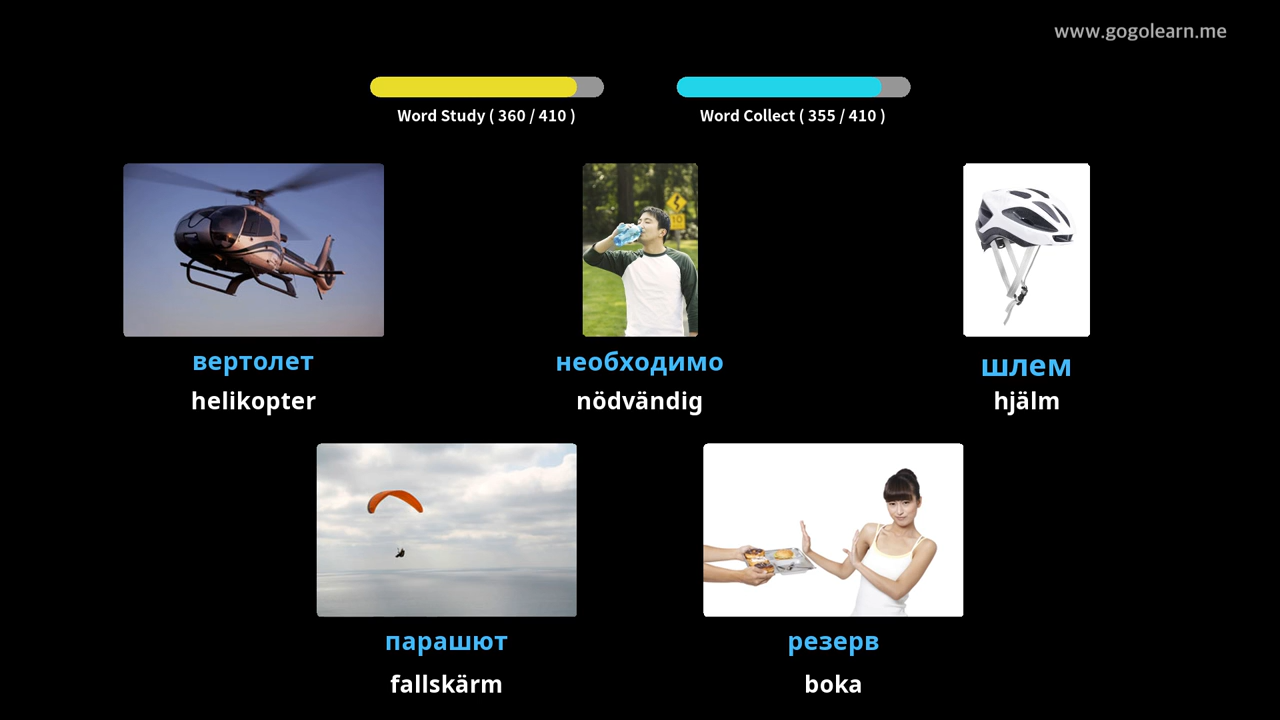 www.gogolearn.me
Word Study ( 360 / 410 )
Word Collect ( 355 / 410 )
вертолет
helikopter
необходимо
nödvändig
10
шлем
hjälm
парашют
fallskärm
резерв
boka